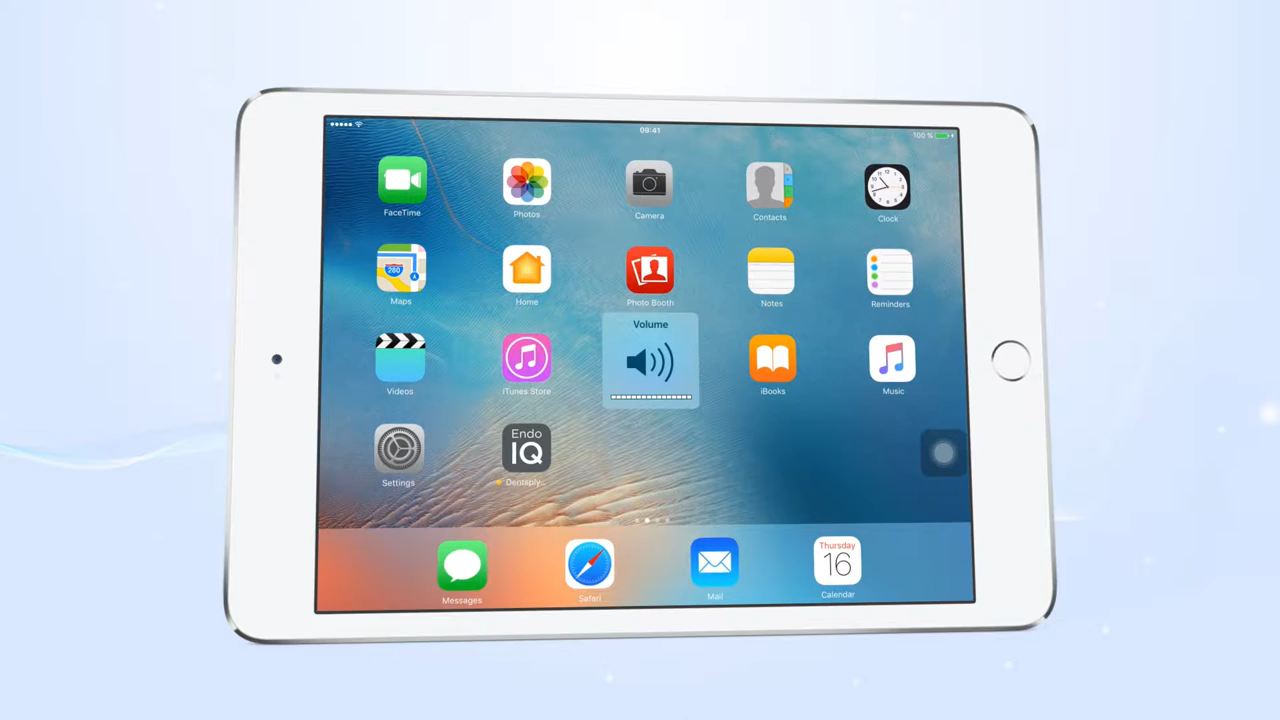 09:41
100 %
FaceTime
Photos
Camera
Contacts
Clock
280
Maps
Home
Photo Booth
Notes
Reminders
Volume
Videos
iTunes Store
iBooks
Music
Endo
IQ
Settings
Dentsply...
Messages
Safari
Mail
Thursday
16
Calendar